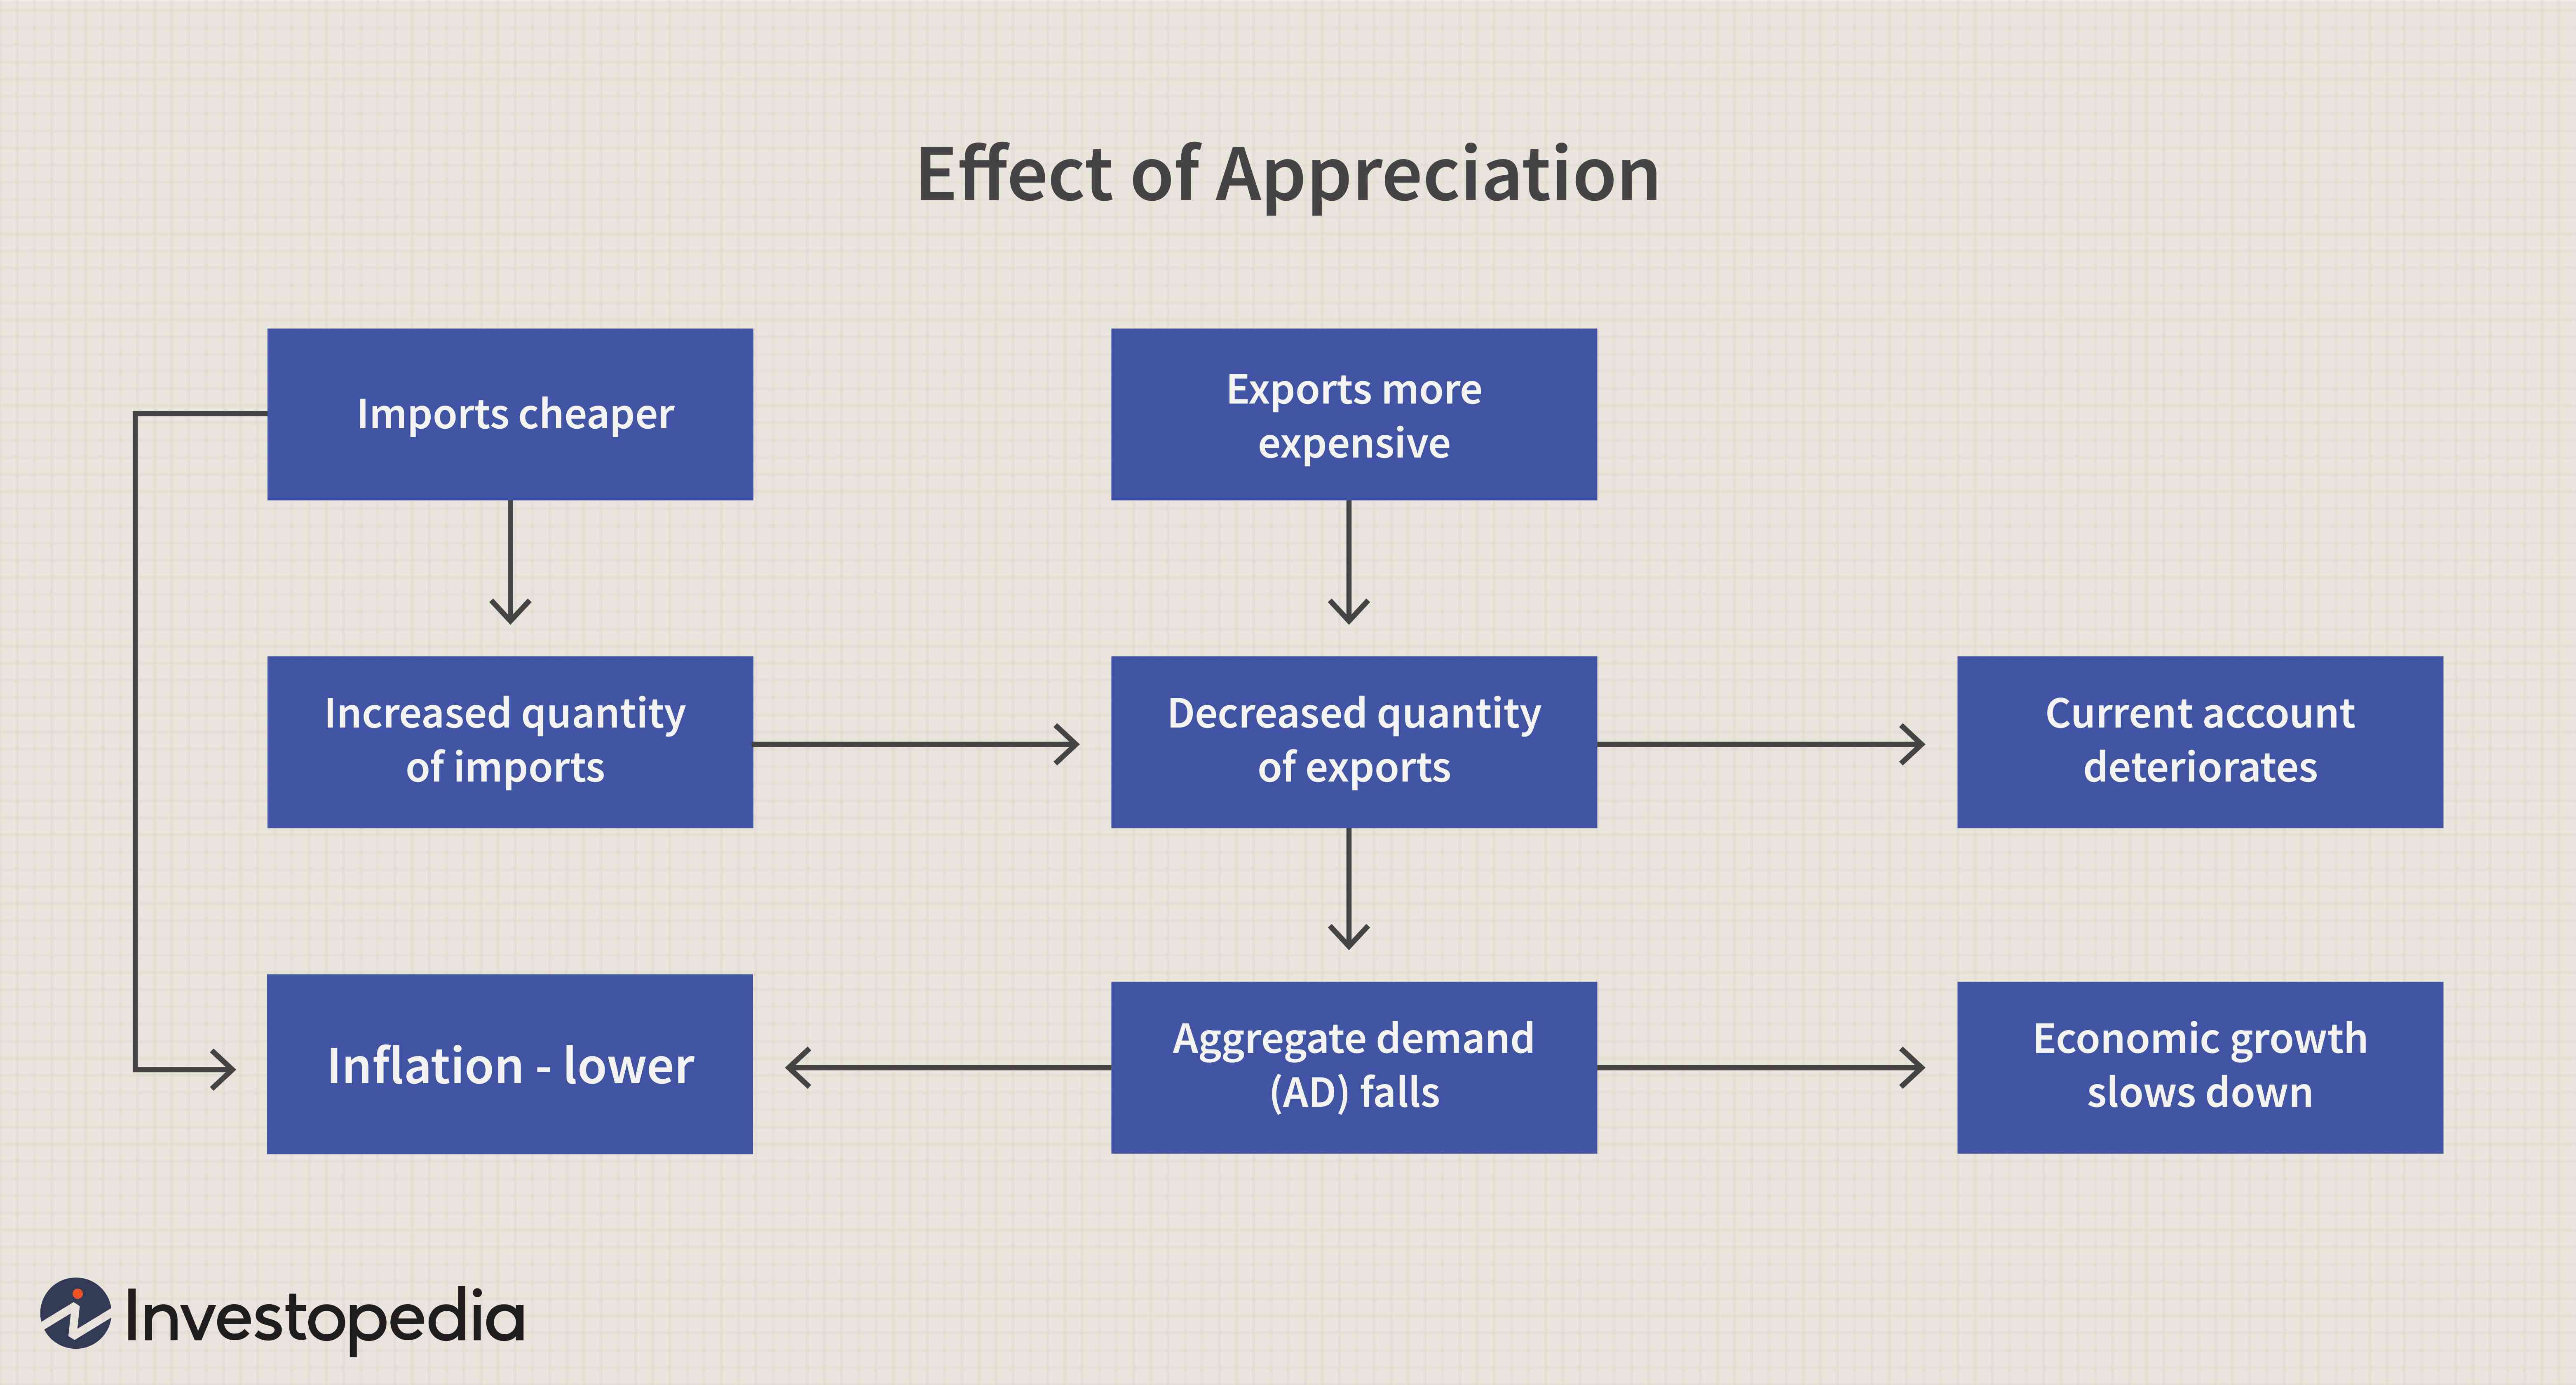 Effect of Appreciation
Imports cheaper
Exports more
expensive
Increased quantity
of imports
Decreased quantity
of exports
Current account
deteriorates
Inflation - lower
Aggregate demand
(AD) falls
Economic growth
slows down
Investopedia